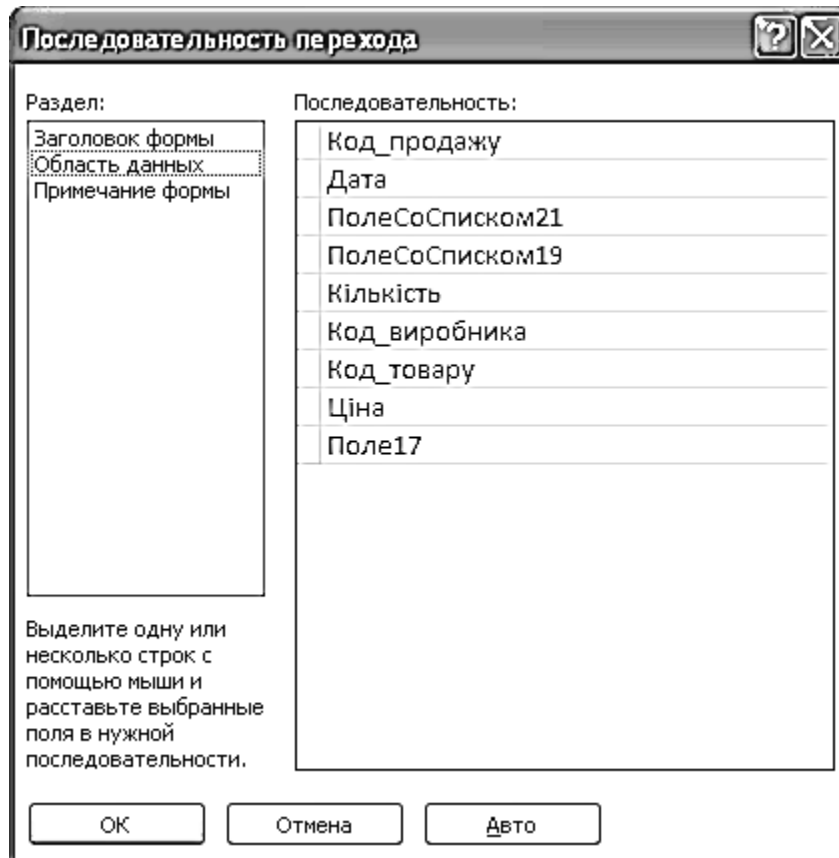 Последовательность перехода
Раздел:
Заголовок формы
Область данных
Примечание формы
Выделите одну или
несколько строк с
помощью мыши и
расставьте выбранные
поля в нужной
последовательности.
Последовательность:
Код_продажу
Дата
ПолеСоСписком21
ПолеСоСписком19
Кількість
Код_виробника
Код_товару
Ціна
Поле17
ОК
Отмена
Авто